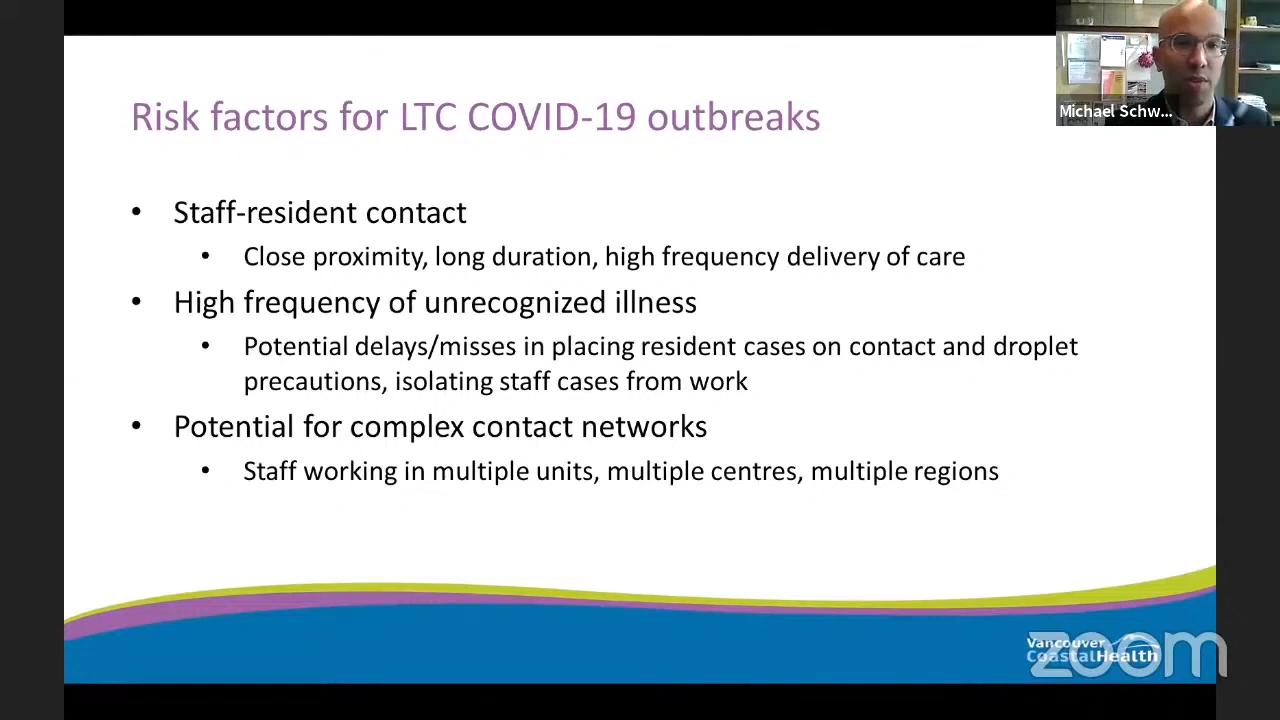 Michael Schw...
Risk factors for LTC COVID-19 outbreaks
• Staff-resident contact
• Close proximity, long duration, high frequency delivery of care
• High frequency of unrecognized illness
• Potential delays/misses in placing resident cases on contact and droplet
precautions, isolating staff cases from work
• Potential for complex contact networks
• Staff working in multiple units, multiple centres, multiple regions
Vancouver
CoastalHealth
zoom